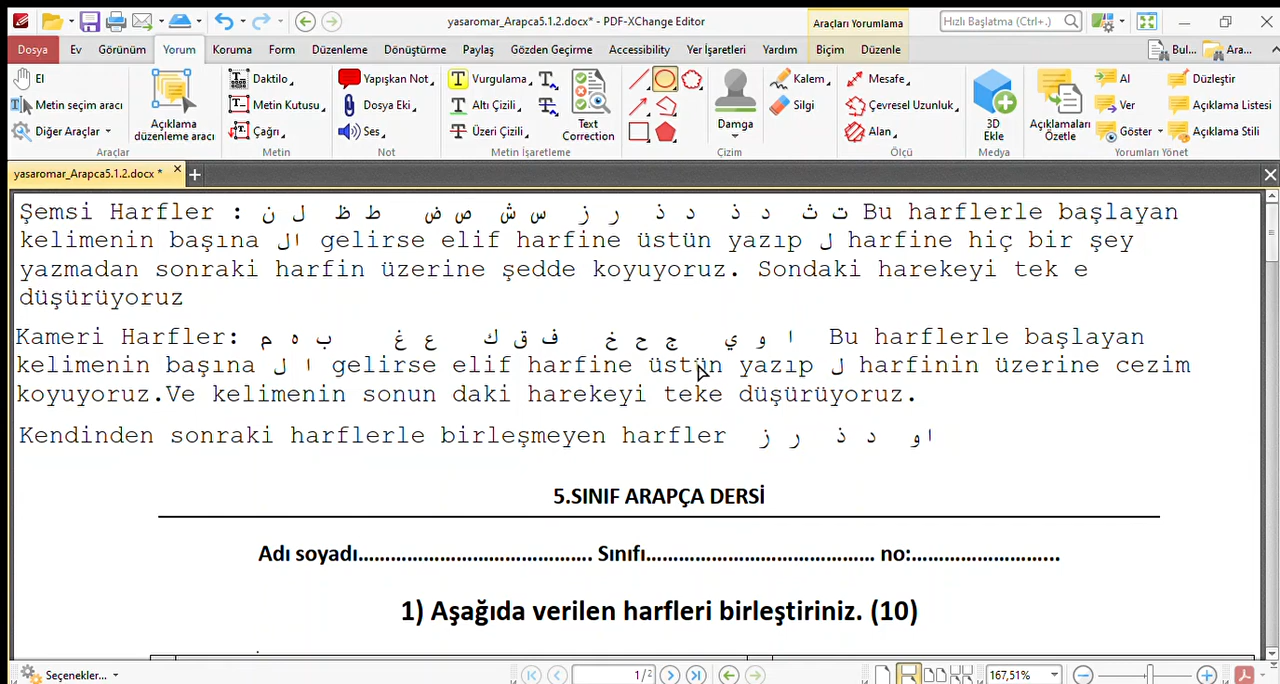 yasaromar_Arapca5.1.2.docx* - PDF-XChange Editor
Araçları Yorumlama
Hızlı Başlatma (Ctrl+.)
Dosya Ev Görünüm Yorum Koruma Form Düzenleme Dönüştürme Paylaş Gözden Geçirme Accessibility Yer İşaretleri Yardım Biçim Düzenle Bul... Ara...
El
Metin seçim aracı
Diğer Araçlar
Araçlar
Açıklama
düzenleme aracı
Daktilo
Metin Kutusu
Çağrı
Metin
Yapışkan Not
Dosya Eki
Ses
Not
Vurgulama
Altı Çizili
Üzeri Çizili
Text
Correction
Metin İşaretleme
Çizim
Damga
Kalem
Silgi
Mesafe
Çevresel Uzunluk
Alan
Ölçü
3D
Ekle
Medya
Açıklamaları
Özetle
Al
Ver
Göster
Düzleştir
Açıklama Listesi
Açıklama Stili
Yorumları Yönet
yasaromar_Arapca5.1.2.docx *
Şemsi Harfler : ت ث د ذ د ذ ر ز س ش ص ض ط ظ ل ن Bu harflerle başlayan
kelimenin başına ال gelirse elif harfine üstün yazıp ل harfine hiç bir şey
yazmadan sonraki harfin üzerine şedde koyuyoruz. Sondaki harekeyi tek e
düşürüyoruz
Kameri Harfler: ا و ي ج ح خ ف ق ك ع غ ب ه م Bu harflerle başlayan
kelimenin başına ا ل gelirse elif harfine üstün yazıp ل harfinin üzerine cezim
koyuyoruz.Ve kelimenin sonun daki harekeyi teke düşürüyoruz.
Kendinden sonraki harflerle birleşmeyen harfler او د ذ ر ز
5.SINIF ARAPÇA DERSİ
Adı soyadı........................................... Sınıfı.......................................... no:...........................
1) Aşağıda verilen harfleri birleştiriniz. (10)
Seçenekler...
1/2
167,51%